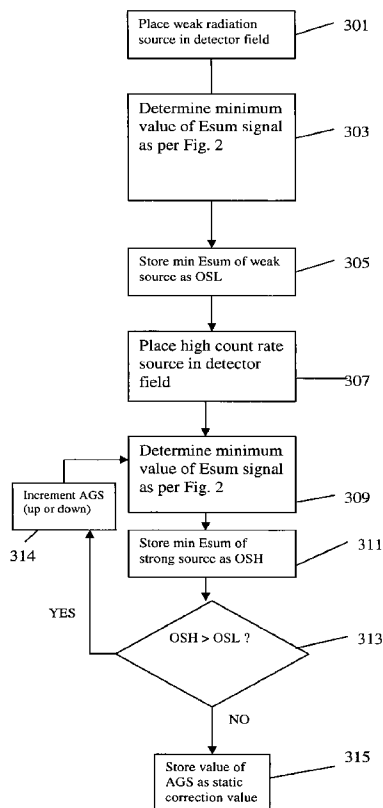 Place weak radiation
source in detector field
301
Determine minimum
value of Esum signal
as per Fig. 2
303
Store min Esum of weak
source as OSL
305
Place high count rate
source in detector
field
307
Determine minimum
value of Esum signal
as per Fig. 2
309
Increment AGS
(up or down)
314
Store min Esum of
strong source as OSH
311
YES
OSH > OSL ?
313
NO
Store value of
AGS as static
correction value
315